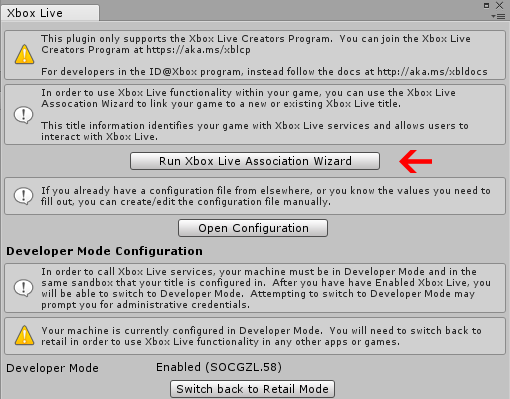 Xbox Live
This plugin only supports the Xbox Live Creators Program.  You can join the Xbox Live
Creators Program at https://aka.ms/xblcp
For developers in the ID@Xbox program, instead follow the docs at http://aka.ms/xbldocs
In order to use Xbox Live functionality within your game, you can use the Xbox Live
Assocation Wizard to link your game to a new or existing Xbox Live title.
This title information identifies your game with Xbox Live services and allows users to
interact with Xbox Live.
Run Xbox Live Association Wizard
If you already have a configuration file from elsewhere, or you know the values you need to
fill out, you can create/edit the configuration file manually.
Open Configuration
Developer Mode Configuration
In order to call Xbox Live services, your machine must be in Developer Mode and in the
same sandbox that your title is configured in.  After you have have Enabled Xbox Live, you
will be able to switch to Developer Mode.  Attempting to switch to Developer Mode may
prompt you for administrative credentials.
Your machine is currently configured in Developer Mode.  You will need to switch back to
retail in order to use Xbox Live functionality in any other apps or games.
Developer Mode Enabled (SOCGZL.58)
Switch back to Retail Mode